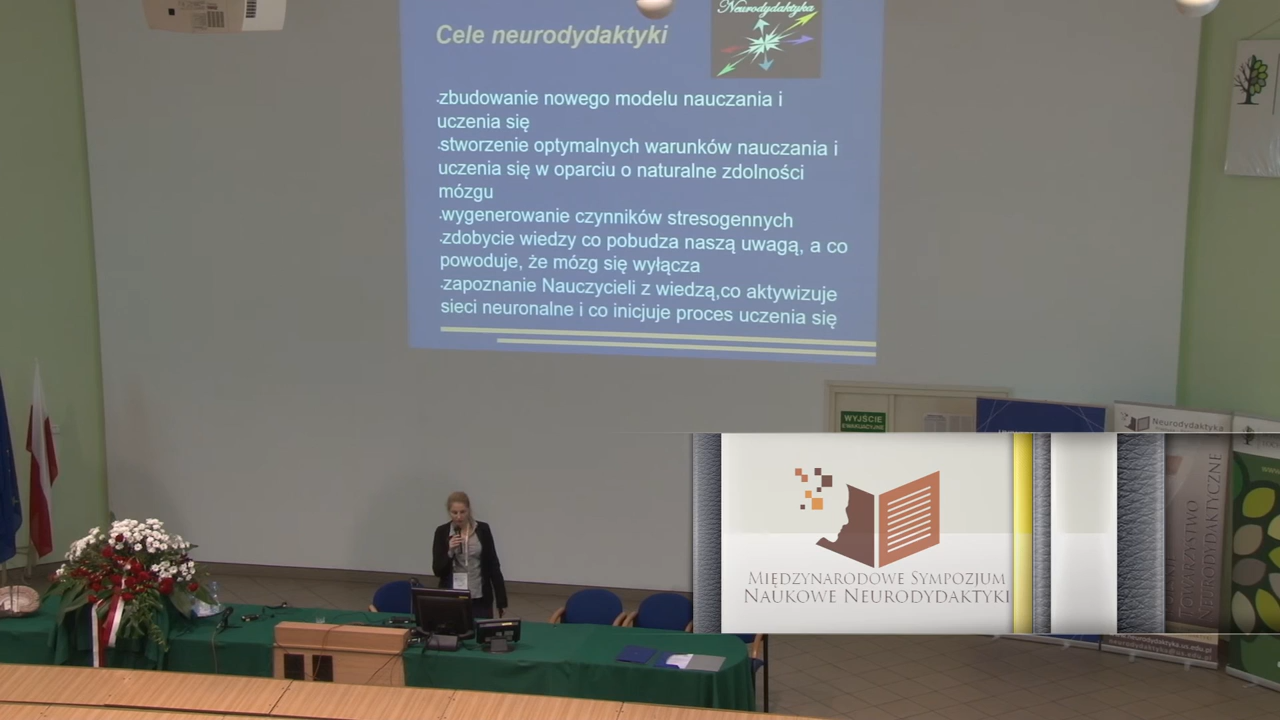 Neurodydaktyka
Cele neurodydaktyki
zbudowanie nowego modelu nauczania i
uczenia się
stworzenie optymalnych warunków nauczania i
uczenia się w oparciu o naturalne zdolności
mózgu
wygenerowanie czynników stresogennych
zdobycie wiedzy co pobudza naszą uwagą, a co
powoduje, że mózg się wyłącza
zapoznanie Nauczycieli z wiedzą,co aktywizuje
sieci neuronalne i co inicjuje proces uczenia się
WYJŚCIE
Neurodydaktyka
MIĘDZYNARODOWE SYMPOZJUM
NAUKOWE NEURODYDAKTYKI
TOWARZYSTWO
NEURODYDAKTYCZNE